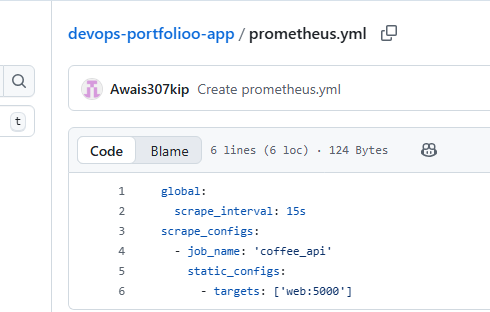 devops-portfolioo-app / prometheus.yml
Awais307kip Create prometheus.yml
t
Code Blame 6 lines (6 loc) · 124 Bytes
1 global:
2   scrape_interval: 15s
3 scrape_configs:
4   - job_name: 'coffee_api'
5     static_configs:
6       - targets: ['web:5000']